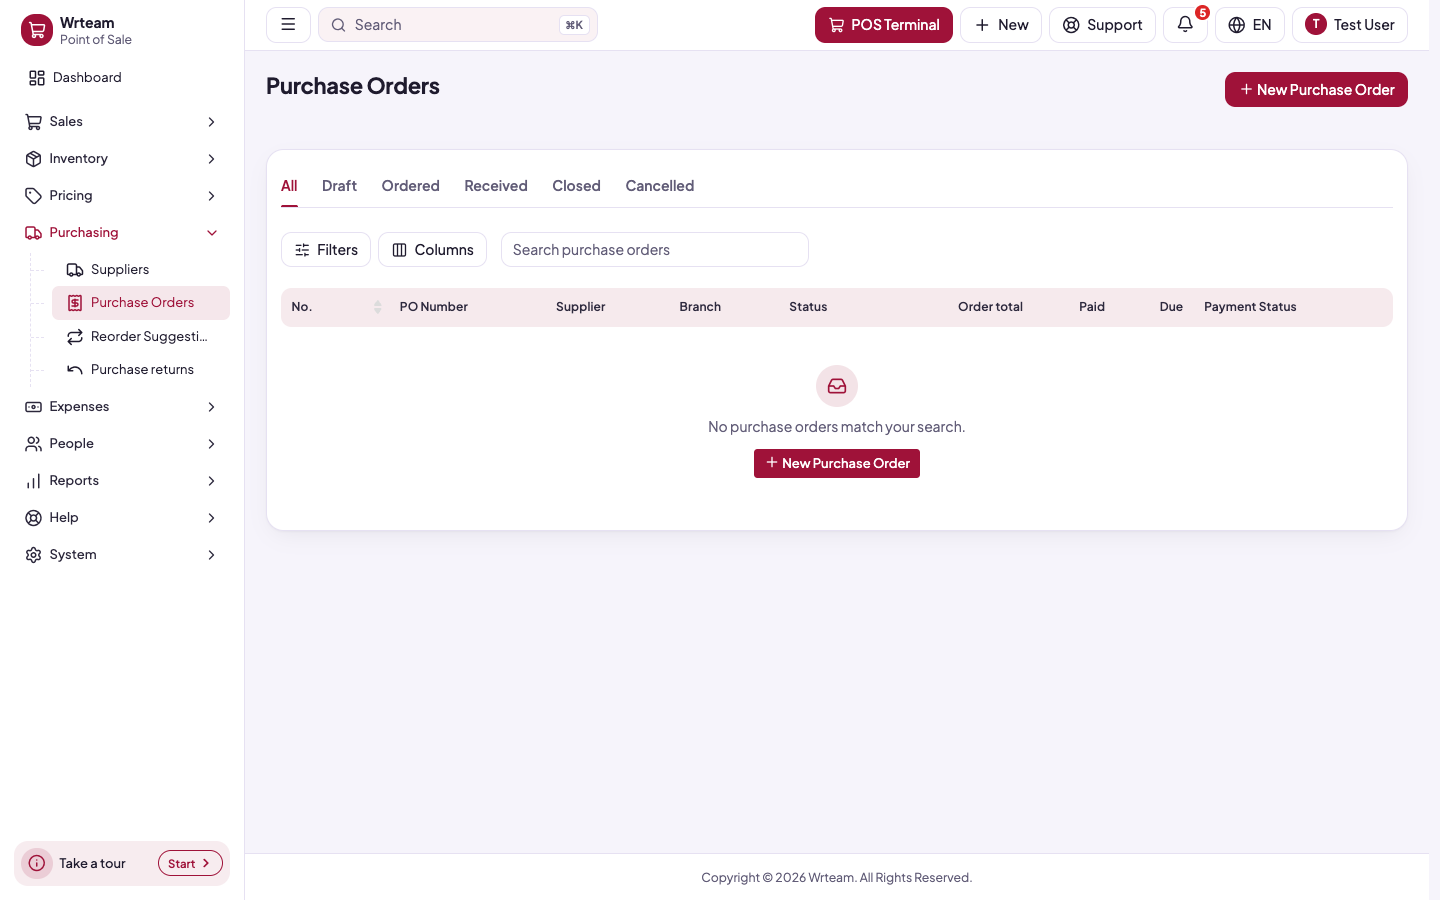 Wrteam
Point of Sale
Dashboard
Sales
Inventory
Pricing
Purchasing
Suppliers
Purchase Orders
Reorder Suggesti...
Purchase returns
Expenses
People
Reports
Help
System
Take a tour
Start
Search
⌘K
POS Terminal
New
Support
5
EN
T
Test User
Purchase Orders
New Purchase Order
All
Draft
Ordered
Received
Closed
Cancelled
Filters
Columns
Search purchase orders
No.
PO Number
Supplier
Branch
Status
Order total
Paid
Due
Payment Status
No purchase orders match your search.
New Purchase Order
Copyright © 2026 Wrteam. All Rights Reserved.